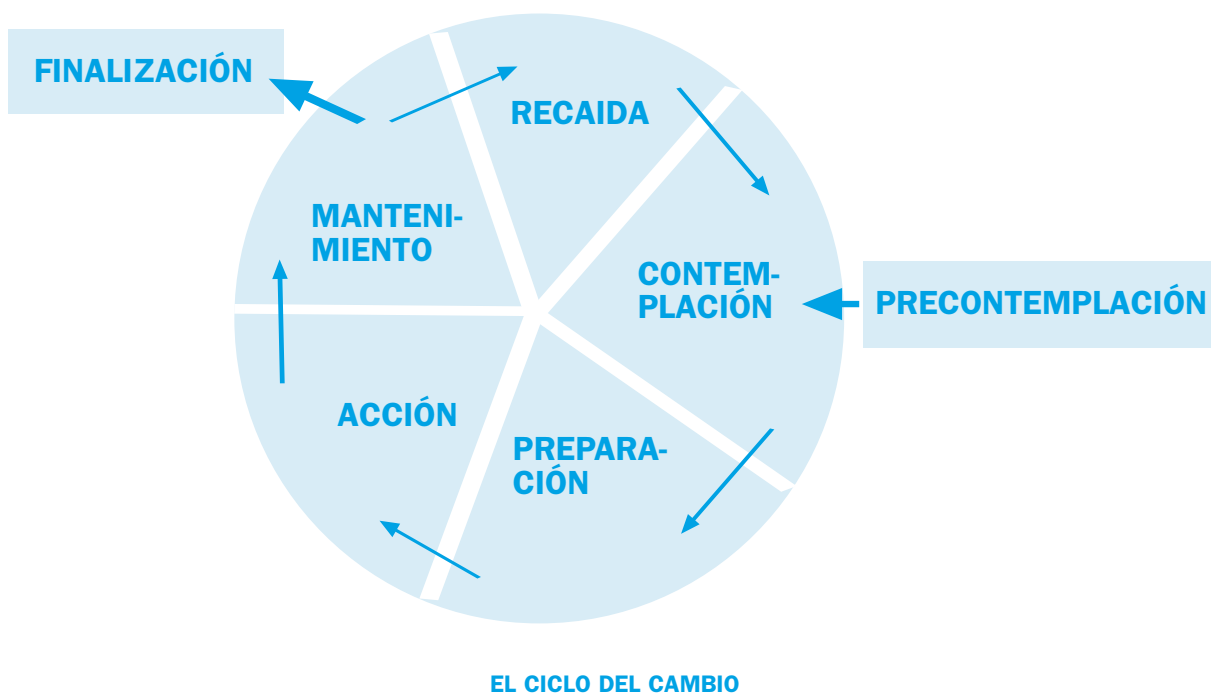 FINALIZACIÓN
RECAIDA
MANTENI-
MIENTO
CONTEM-
PLACIÓN
PRECONTEMPLACIÓN
ACCIÓN
PREPARA-
CIÓN
EL CICLO DEL CAMBIO